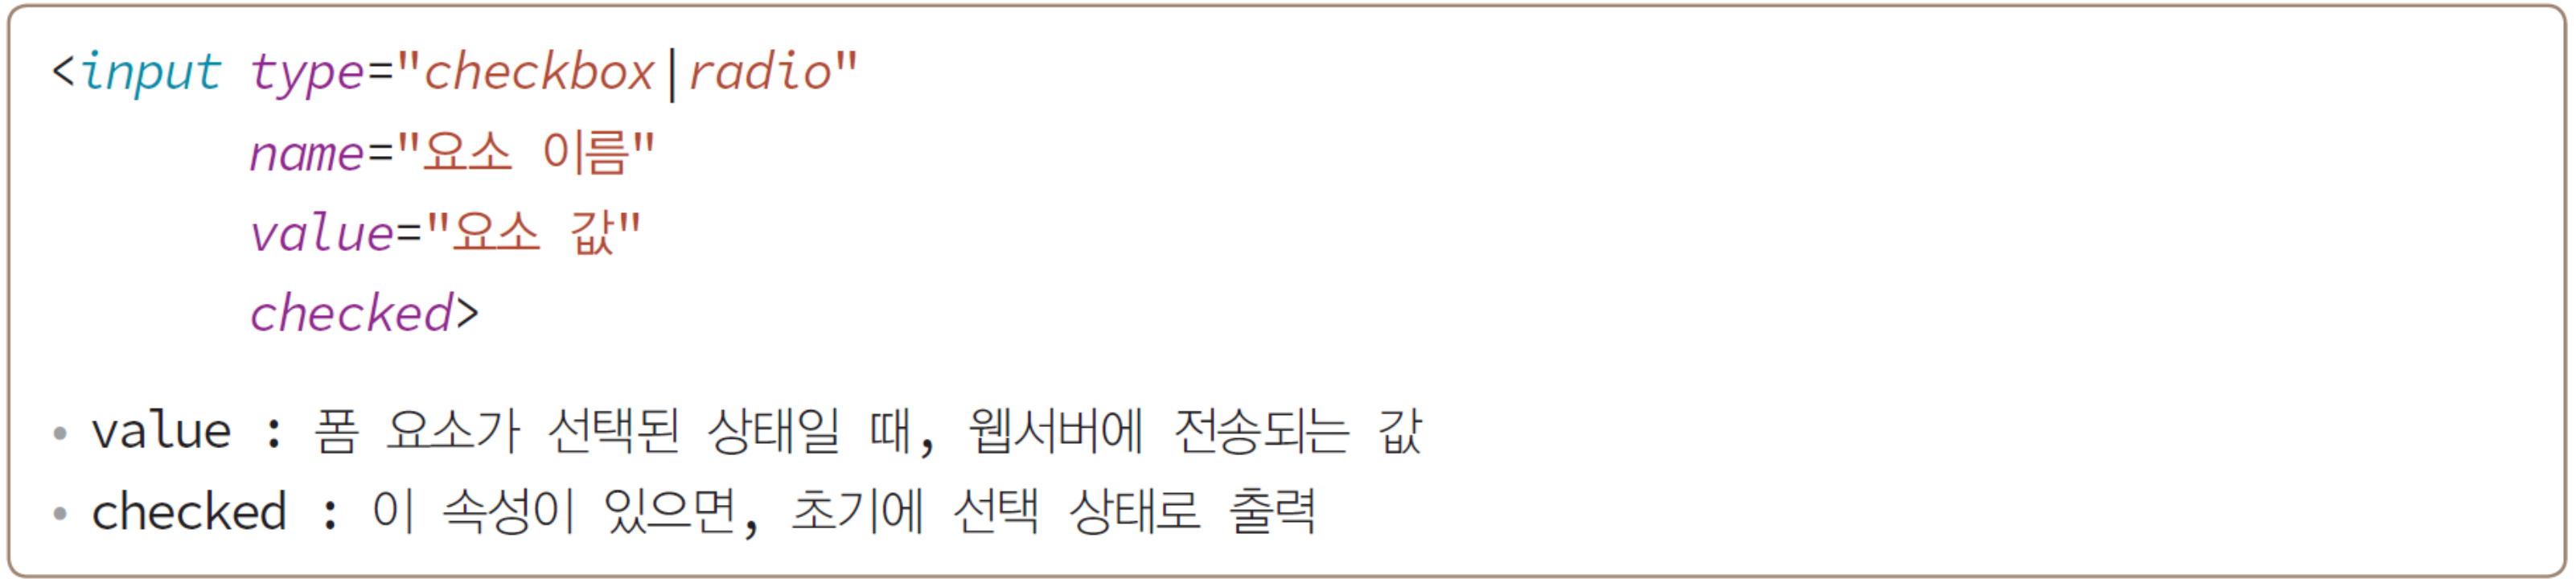 <input type="checkbox|radio"
name="요소 이름"
value="요소 값"
checked>
• value : 폼 요소가 선택된 상태일 때, 웹서버에 전송되는 값
• checked : 이 속성이 있으면, 초기에 선택 상태로 출력